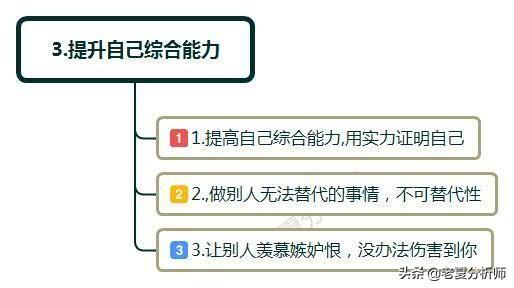 3.提升自己综合能力
1 1.提高自己综合能力,用实力证明自己
2 2.,做别人无法替代的事情，不可替代性
3 3.让别人羡慕嫉妒恨，没办法伤害到你
头条@老夏分析师